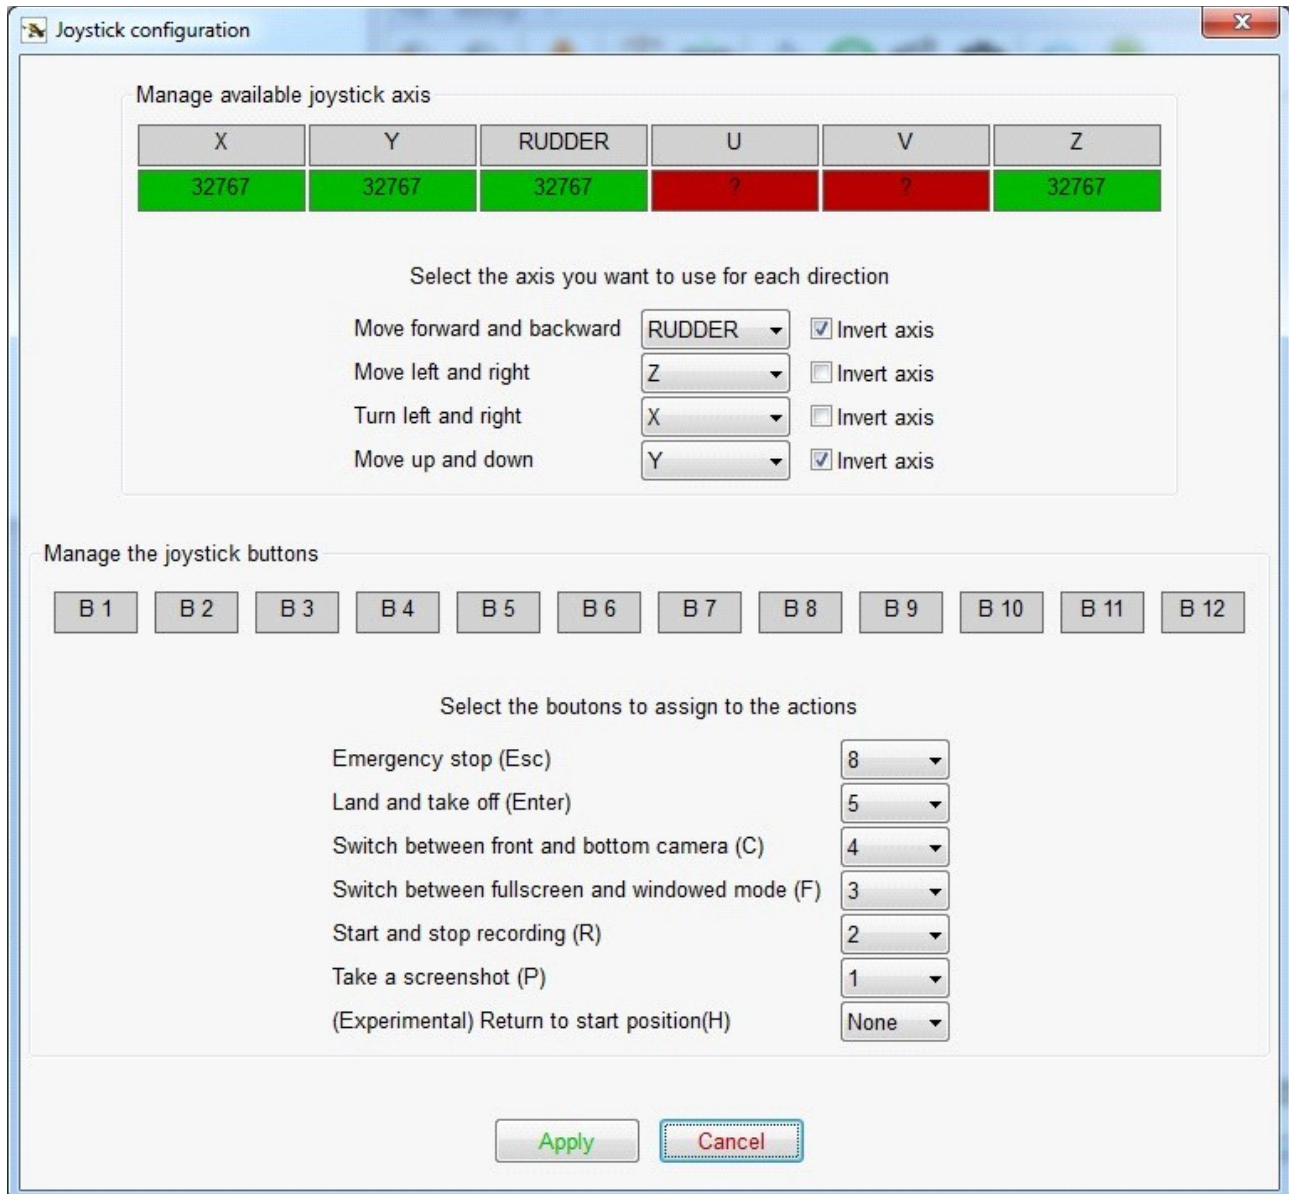 Joystick configuration
Manage available joystick axis
X Y RUDDER U V Z
32767 32767 32767 ? ? 32767
Select the axis you want to use for each direction
Move forward and backward RUDDER Invert axis
Move left and right Z Invert axis
Turn left and right X Invert axis
Move up and down Y Invert axis
Manage the joystick buttons
B 1 B 2 B 3 B 4 B 5 B 6 B 7 B 8 B 9 B 10 B 11 B 12
Select the boutons to assign to the actions
Emergency stop (Esc) 8
Land and take off (Enter) 5
Switch between front and bottom camera (C) 4
Switch between fullscreen and windowed mode (F) 3
Start and stop recording (R) 2
Take a screenshot (P) 1
(Experimental) Return to start position(H) None
Apply Cancel